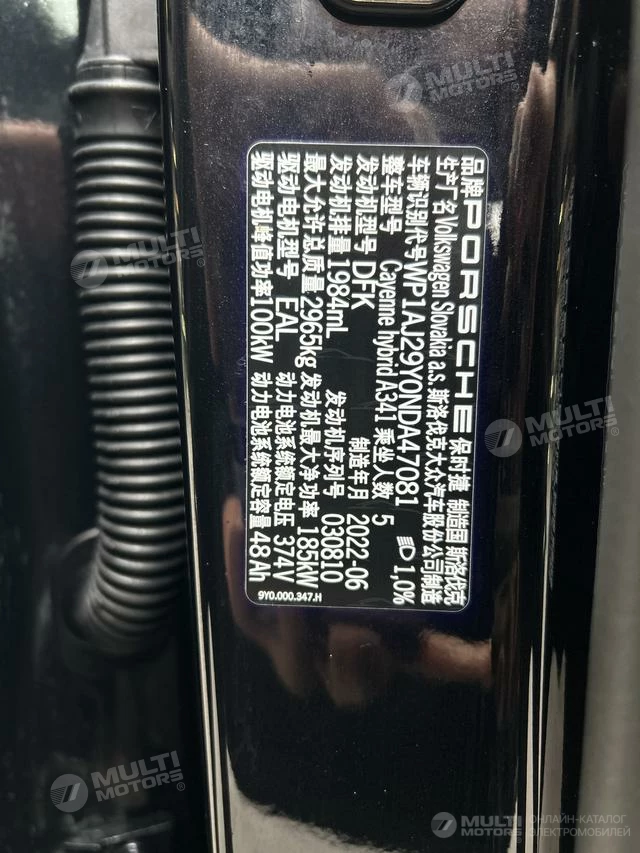 品牌 PORSCHE 保时捷 制造国 斯洛伐克
生产厂名 Volkswagen Slovakia a.s. 斯洛伐克大众汽车股份公司制造
车辆识别代号 WP1AJ29Y0NDA47081
整车型号 Cayenne hybrid A341 乘坐人数 5 1,0%
发动机型号 DFK 制造年月 2022-06
发动机排量 1984mL 发动机序列号 030810
最大允许总质量 2965kg 发动机最大净功率 185kW
驱动电机型号 EAL 动力电池系统额定电压 374V
驱动电机峰值功率 100kW 动力电池系统额定容量 48Ah
9Y0.000.347.H
MULTI MOTORS®
MULTI MOTORS®
MULTI MOTORS®
MULTI MOTORS®
MULTI MOTORS®
MULTI MOTORS
ОНЛАЙН-КАТАЛОГ
ЭЛЕКТРОМОБИЛЕЙ